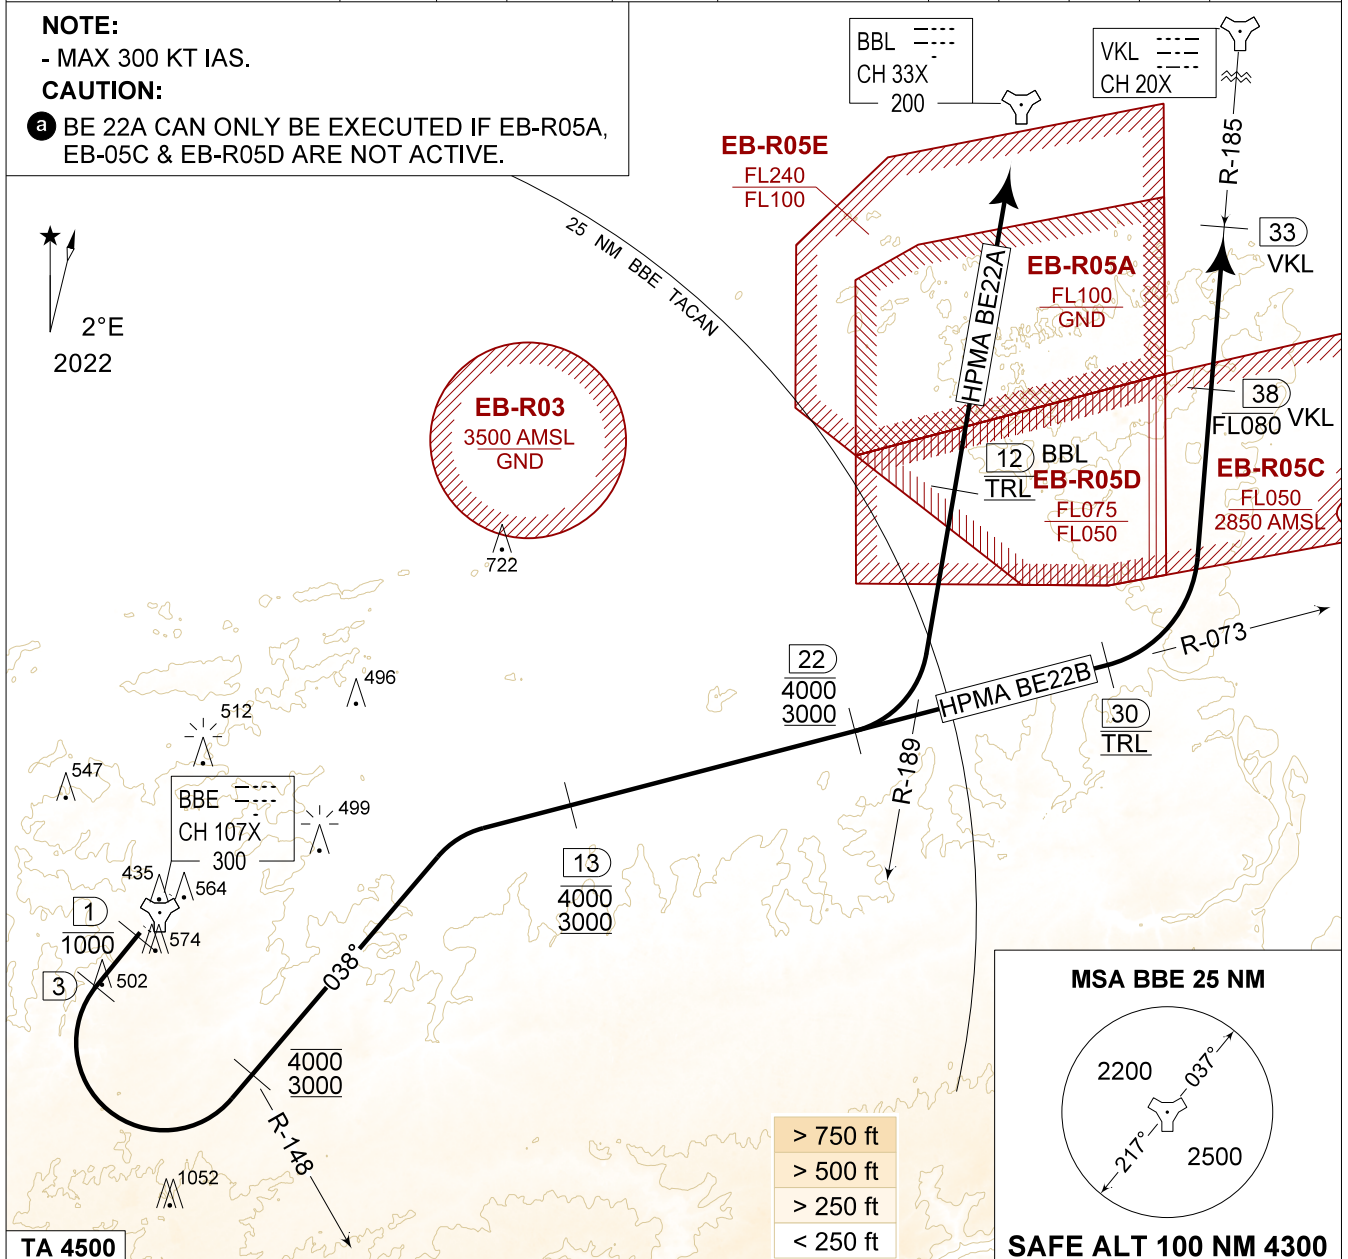 NOTE:
- MAX 300 KT IAS.
CAUTION:
a BE 22A CAN ONLY BE EXECUTED IF EB-R05A,
EB-05C & EB-R05D ARE NOT ACTIVE.
BBL
CH 33X
200
VKL
CH 20X
R-185
EB-R05E
FL240
FL100
25 NM BBE TACAN
33
VKL
2°E
2022
EB-R05A
FL100
GND
HPMA BE22A
EB-R03
3500 AMSL
GND
38
FL080 VKL
12 BBL
TRL
EB-R05D
FL075
FL050
EB-R05C
FL050
2850 AMSL
722
R-073
22
4000
3000
HPMA BE22B
30
TRL
R-189
496
512
547
BBE
CH 107X
300
499
435
564
13
4000
3000
1
1000
574
3
502
038°
4000
3000
R-148
1052
MSA BBE 25 NM
2200
037°
217°
2500
> 750 ft
> 500 ft
> 250 ft
< 250 ft
TA 4500
SAFE ALT 100 NM 4300